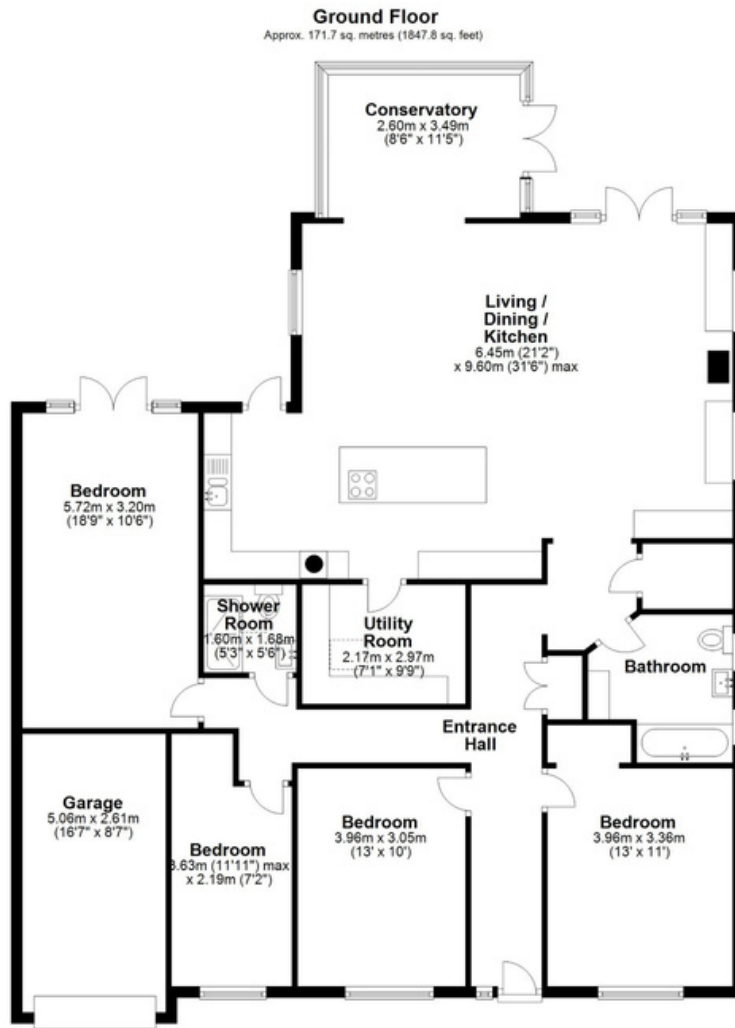 Ground Floor
Approx. 171.7 sq. metres (1847.8 sq. feet)
Conservatory
2.60m x 3.49m
(8'6" x 11'5")
Living /
Dining /
Kitchen
6.45m (21'2")
x 9.60m (31'6") max
Bedroom
5.72m x 3.20m
(18'9" x 10'6")
Shower
Room
1.60m x 1.68m
(5'3" x 5'6")
Utility
Room
2.17m x 2.97m
(7'1" x 9'9")
Bathroom
Entrance
Hall
Garage
5.06m x 2.61m
(16'7" x 8'7")
Bedroom
3.63m (11'11") max
x 2.19m (7'2")
Bedroom
3.96m x 3.05m
(13' x 10')
Bedroom
3.96m x 3.36m
(13' x 11')